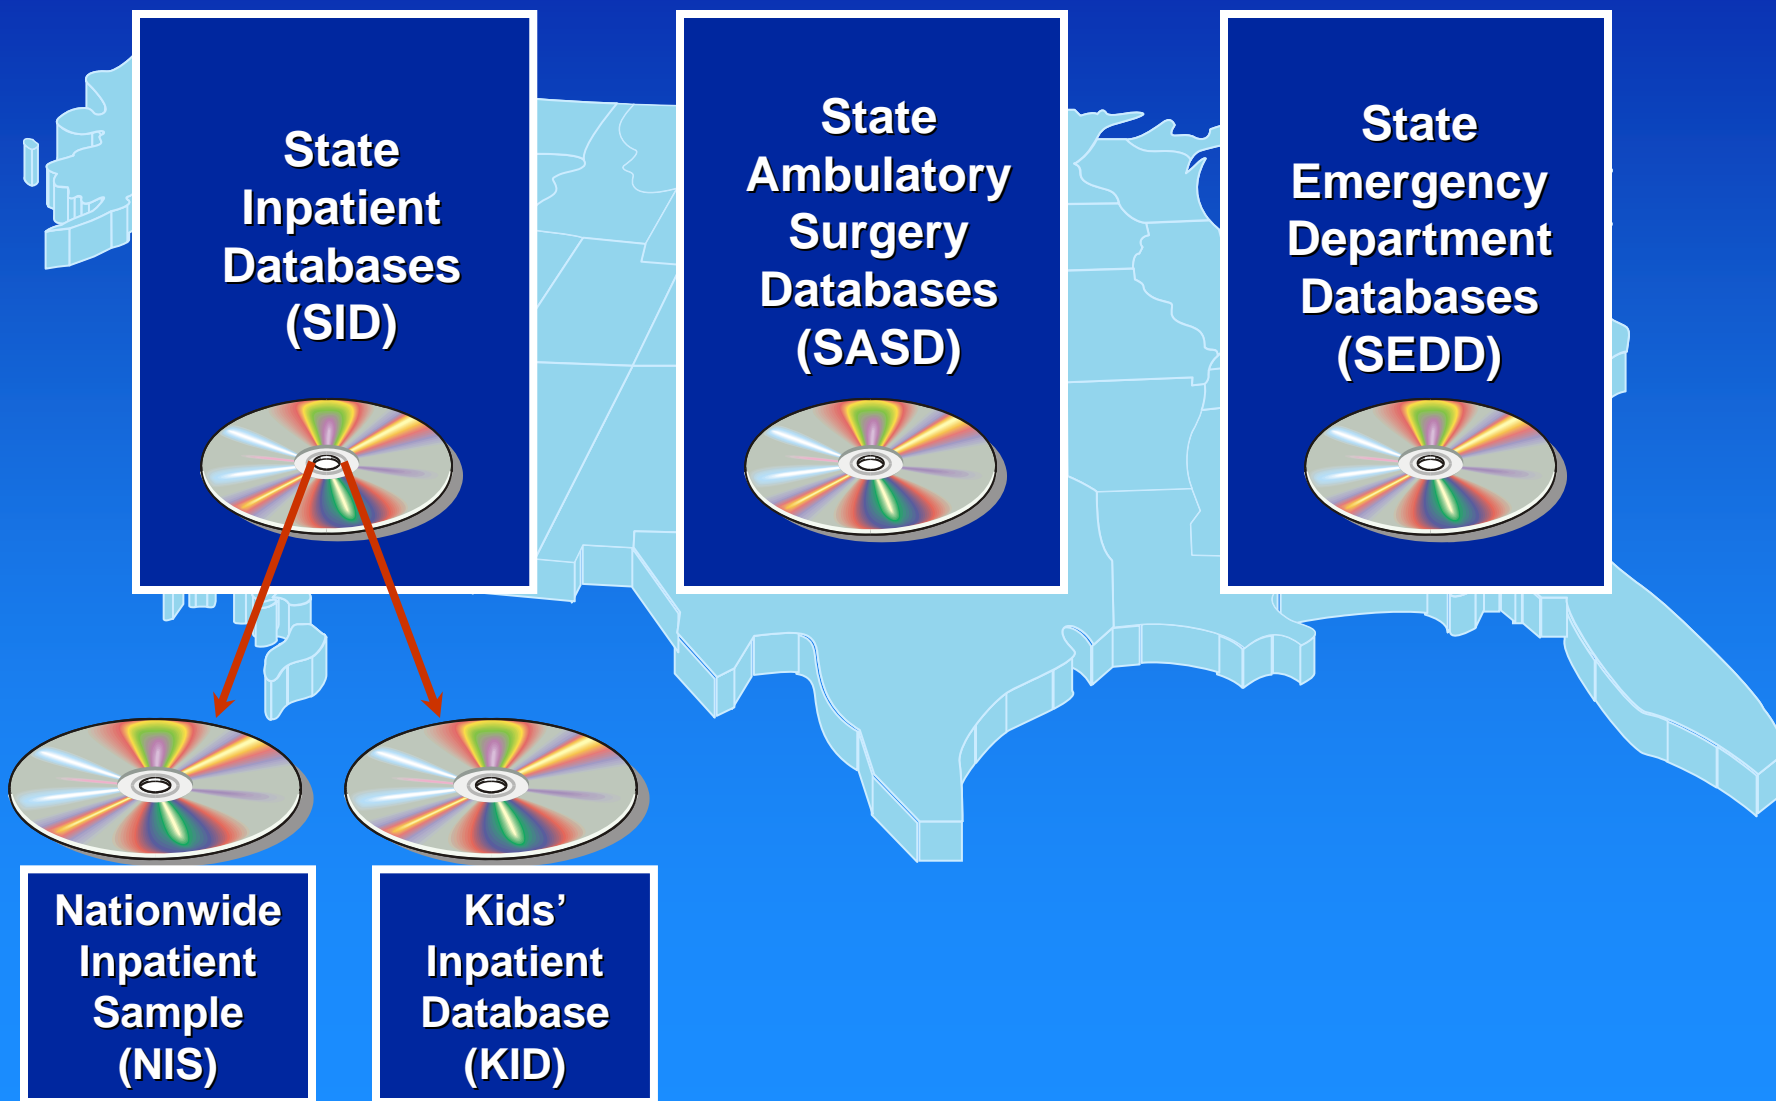 State
Inpatient
Databases
(SID)
State
Ambulatory
Surgery
Databases
(SASD)
State
Emergency
Department
Databases
(SEDD)
Nationwide
Inpatient
Sample
(NIS)
Kids’
Inpatient
Database
(KID)